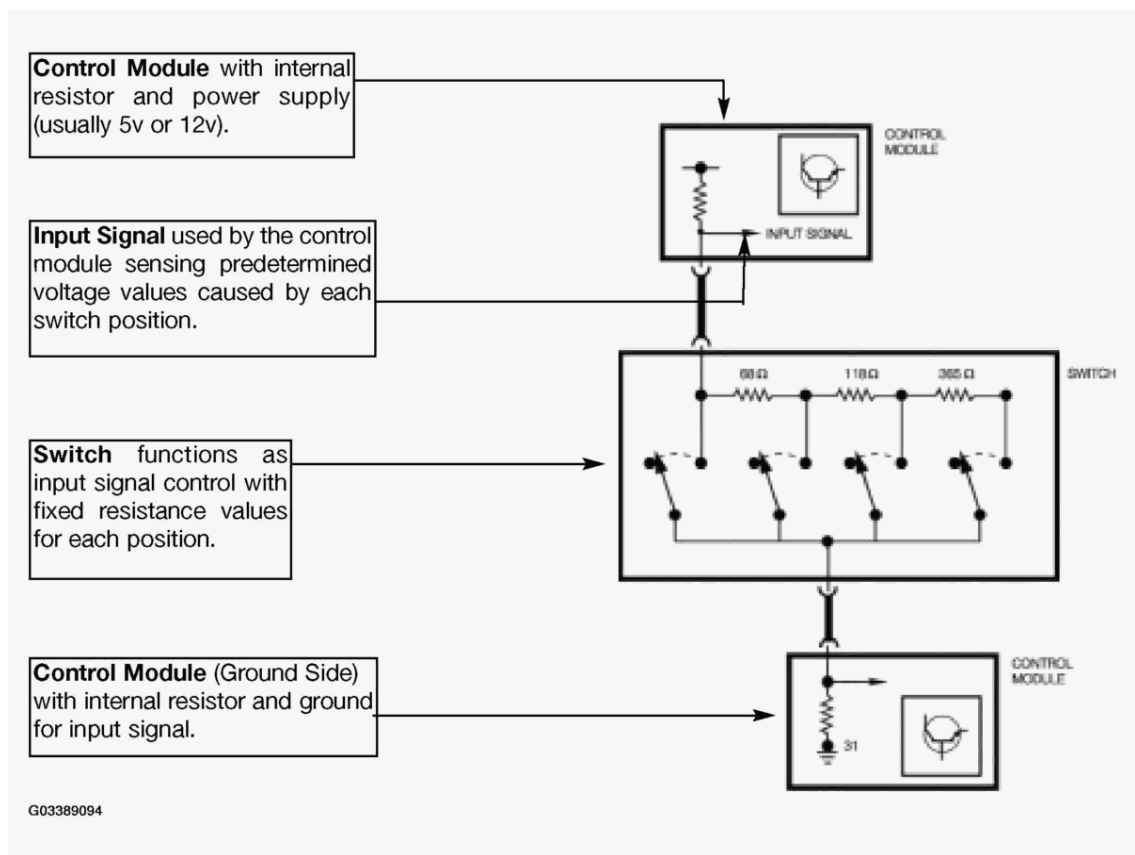 Control Module with internal
resistor and power supply
(usually 5v or 12v).
CONTROL
MODULE
INPUT SIGNAL
Input Signal used by the control
module sensing predetermined
voltage values caused by each
switch position.
68 Ω
118 Ω
365 Ω
SWITCH
Switch functions as
input signal control with
fixed resistance values
for each position.
Control Module (Ground Side)
with internal resistor and ground
for input signal.
CONTROL
MODULE
31
G03389094